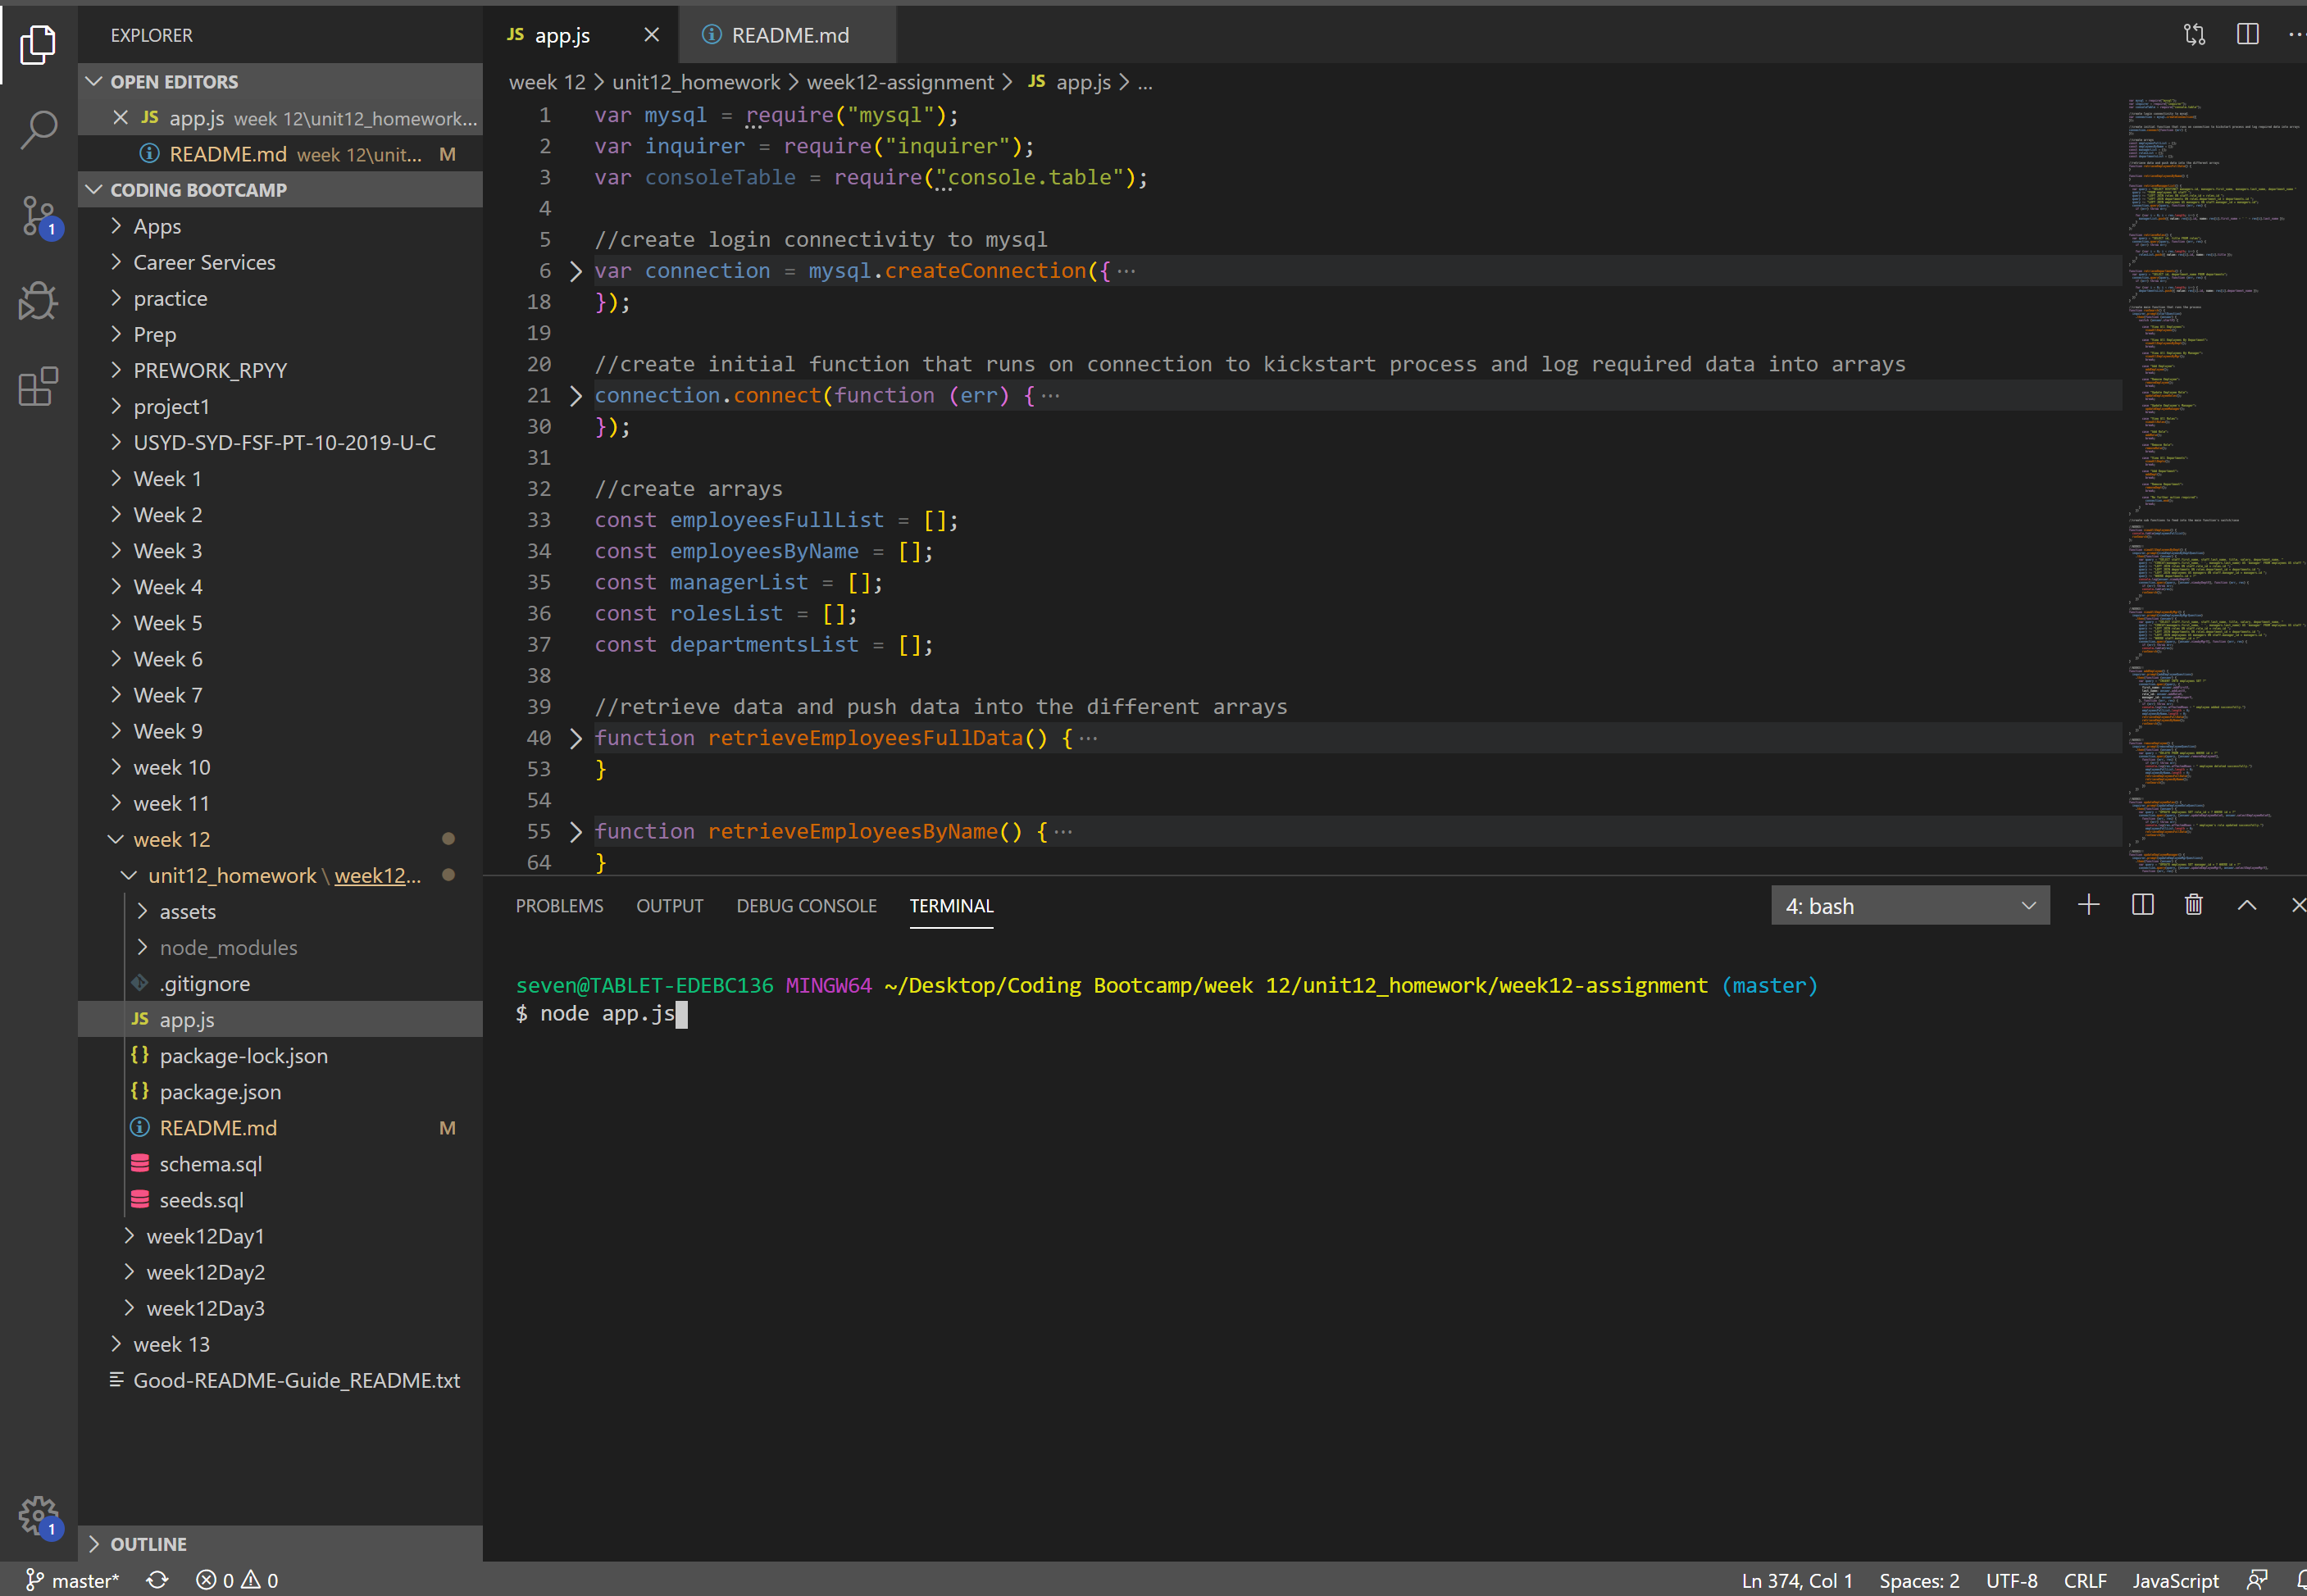 EXPLORER
OPEN EDITORS
JS app.js week 12\unit12_homework...
README.md week 12\unit... M
CODING BOOTCAMP
Apps
Career Services
practice
Prep
PREWORK_RPYY
project1
USYD-SYD-FSF-PT-10-2019-U-C
Week 1
Week 2
Week 3
Week 4
Week 5
Week 6
Week 7
Week 9
week 10
week 11
week 12
unit12_homework \ week12...
assets
node_modules
.gitignore
JS app.js
{} package-lock.json
{} package.json
README.md M
schema.sql
seeds.sql
week12Day1
week12Day2
week12Day3
week 13
Good-README-Guide_README.txt
OUTLINE
1
1
JS app.js
README.md
week 12 > unit12_homework > week12-assignment > JS app.js > ...
1 var mysql = require("mysql");
2 var inquirer = require("inquirer");
3 var consoleTable = require("console.table");
4
5 //create login connectivity to mysql
6 var connection = mysql.createConnection({ ...
18 });
19
20 //create initial function that runs on connection to kickstart process and log required data into arrays
21 connection.connect(function (err) { ...
30 });
31
32 //create arrays
33 const employeesFullList = [];
34 const employeesByName = [];
35 const managerList = [];
36 const rolesList = [];
37 const departmentsList = [];
38
39 //retrieve data and push data into the different arrays
40 function retrieveEmployeesFullData() { ...
53 }
54
55 function retrieveEmployeesByName() { ...
64 }
PROBLEMS OUTPUT DEBUG CONSOLE TERMINAL
4: bash
seven@TABLET-EDEBC136 MINGW64 ~/Desktop/Coding Bootcamp/week 12/unit12_homework/week12-assignment (master)
$ node app.js
master* 0 0
Ln 374, Col 1 Spaces: 2 UTF-8 CRLF JavaScript